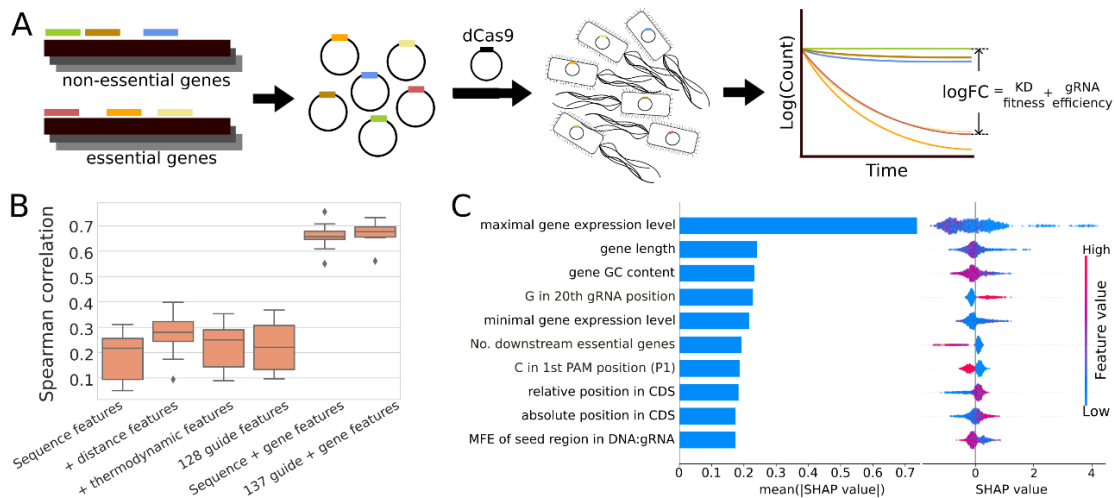 A
non-essential genes
essential genes
dCas9
Log(Count)
logFC = KD fitness + gRNA efficiency
Time
B
Spearman correlation
0.7
0.6
0.5
0.4
0.3
0.2
0.1
Sequence features
+ distance features
+ thermodynamic features
128 guide features
Sequence + gene features
137 guide + gene features
C
maximal gene expression level
gene length
gene GC content
G in 20th gRNA position
minimal gene expression level
No. downstream essential genes
C in 1st PAM position (P1)
relative position in CDS
absolute position in CDS
MFE of seed region in DNA:gRNA
0 0.1 0.2 0.3 0.4 0.5 0.6 0.7
mean(|SHAP value|)
0 2 4
SHAP value
High
Feature value
Low